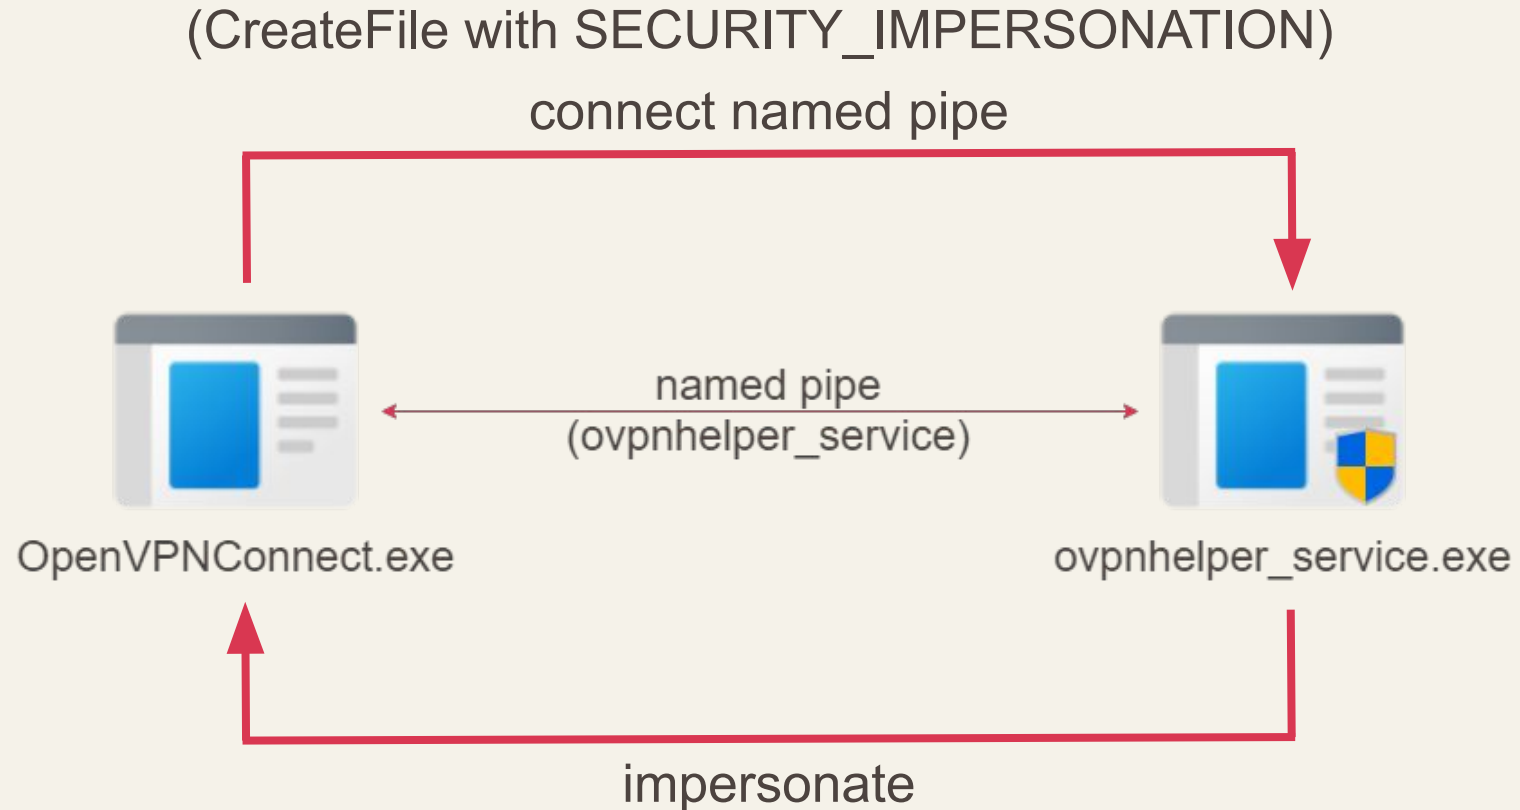 (CreateFile with SECURITY_IMPERSONATION)
connect named pipe
named pipe
(ovpnhelper_service)
OpenVPNConnect.exe
ovpnhelper_service.exe
impersonate